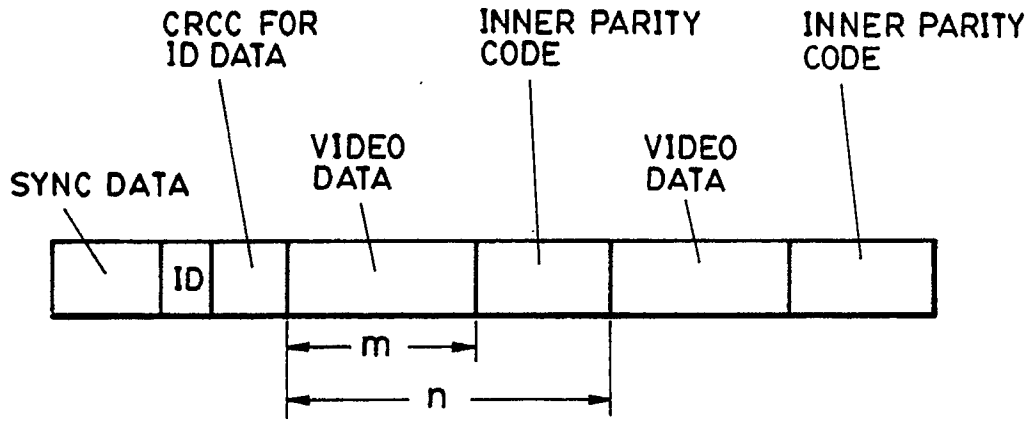 CRCC FOR
ID DATA
INNER PARITY
CODE
INNER PARITY
CODE
VIDEO
DATA
VIDEO
DATA
SYNC DATA
ID
m
n